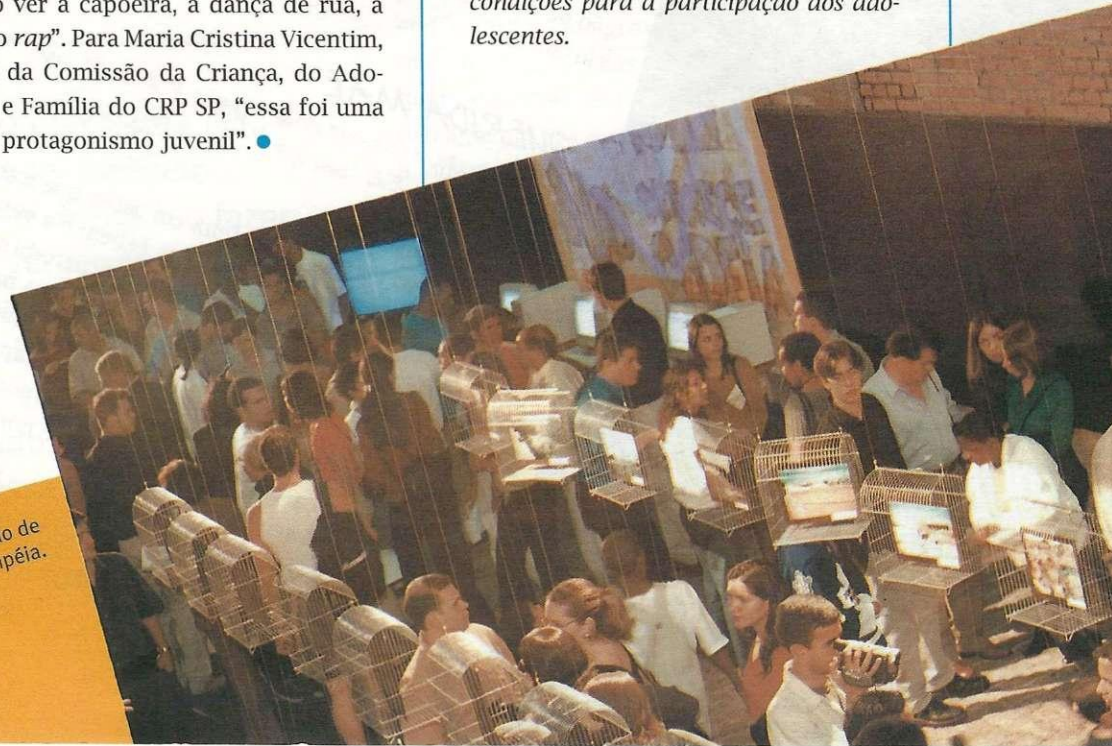 ver a capoeira, a dança de rua, a
o rap”. Para Maria Cristina Vicentim,
da Comissão da Criança, do Ado-
e Família do CRP SP, “essa foi uma
protagonismo juvenil”. ●
condições para a participação dos ado-
lescentes.
de
péia.